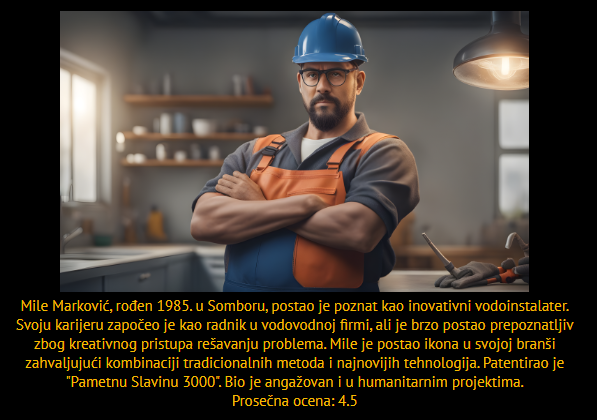 Mile Marković, rođen 1985. u Somboru, postao je poznat kao inovativni vodoinstalater.
Svoju karijeru započeo je kao radnik u vodovodnoj firmi, ali je brzo postao prepoznatljiv
zbog kreativnog pristupa rešavanju problema. Mile je postao ikona u svojoj branši
zahvaljujući kombinaciji tradicionalnih metoda i najnovijih tehnologija. Patentirao je
"Pametnu Slavinu 3000". Bio je angažovan i u humanitarnim projektima.
Prosečna ocena: 4.5